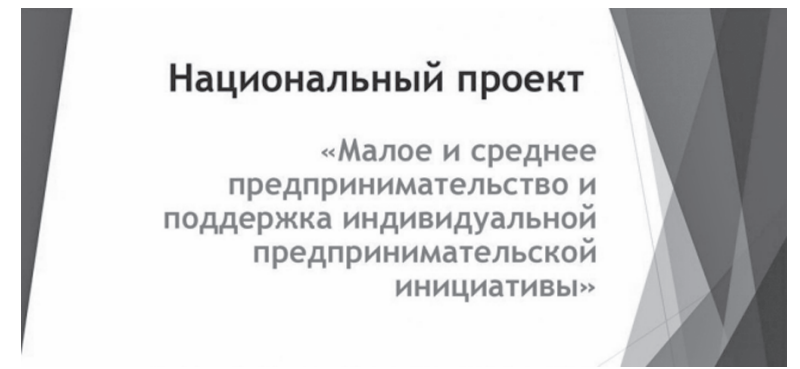 Национальный проект
«Малое и среднее
предпринимательство и
поддержка индивидуальной
предпринимательской
инициативы»